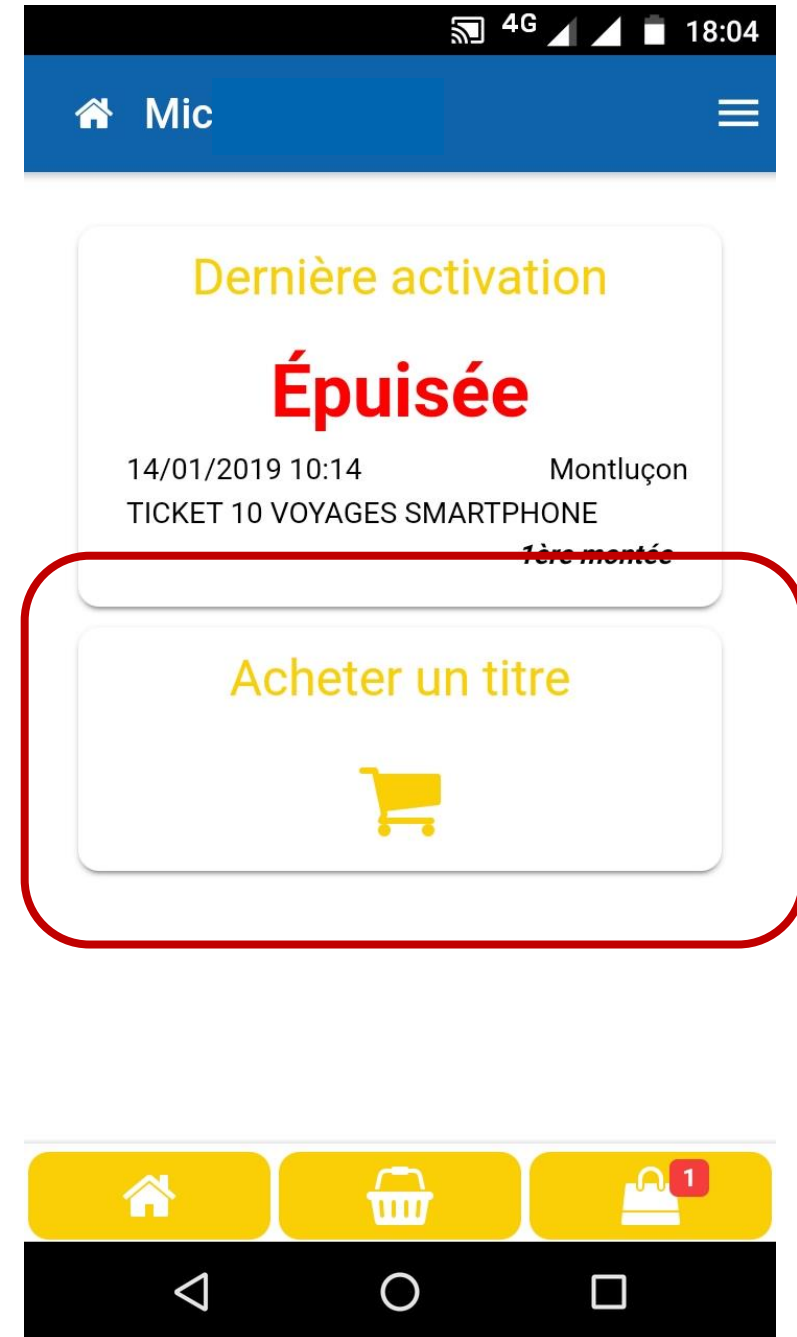 4G 18:04
Mic
Dernière activation
Épuisée
14/01/2019 10:14 Montluçon
TICKET 10 VOYAGES SMARTPHONE
1ère montée
Acheter un titre
1